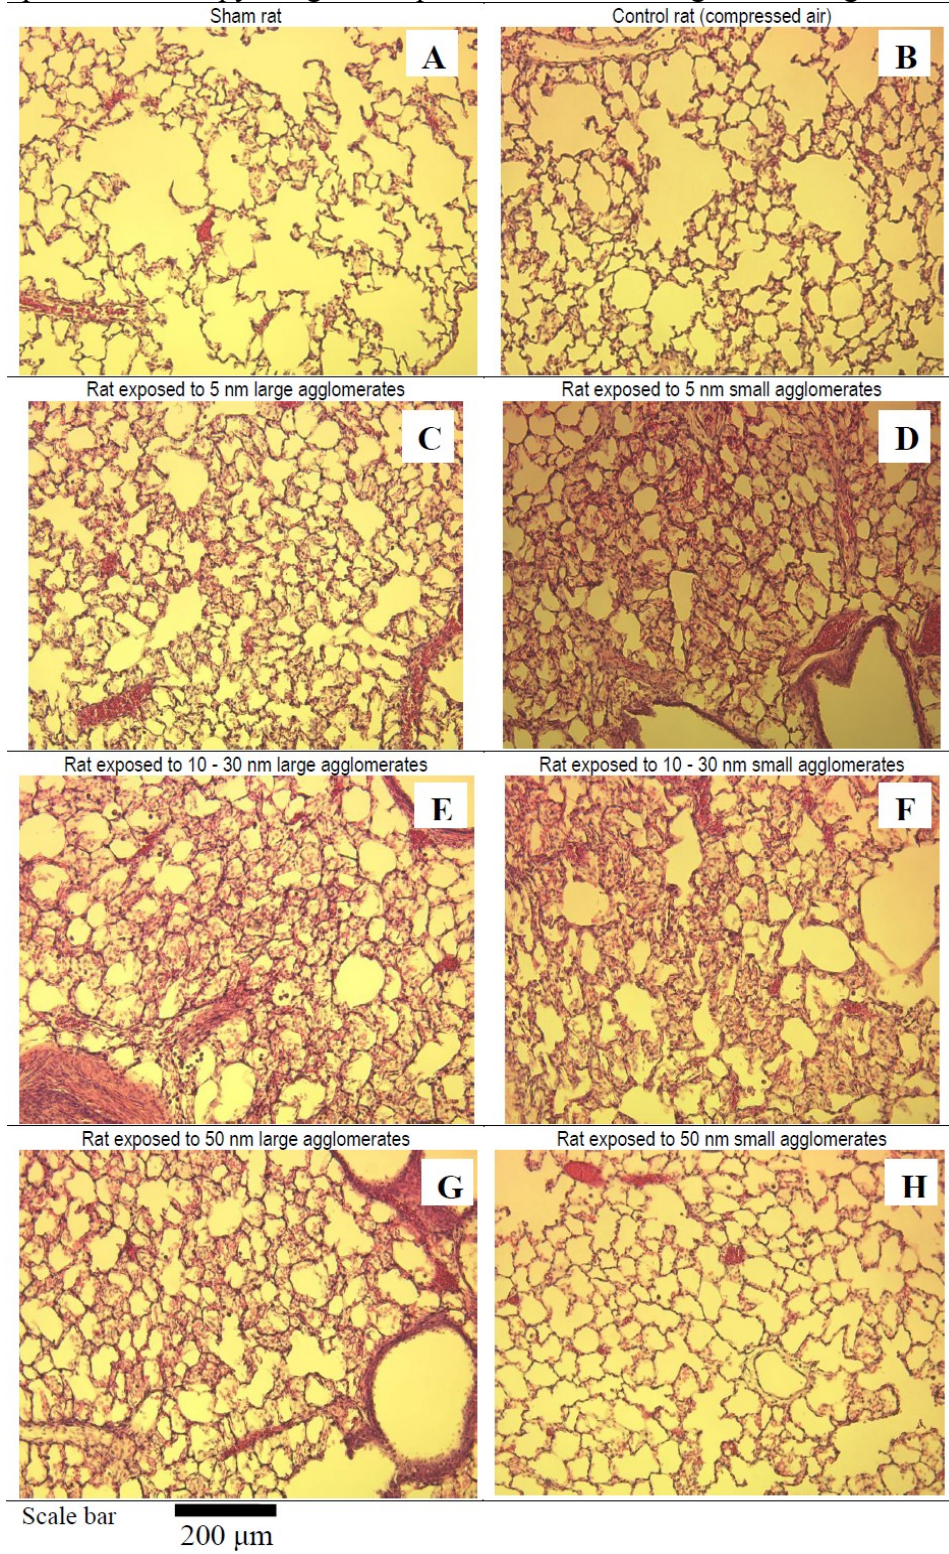 Sham rat
Control rat (compressed air)
A
B
Rat exposed to 5 nm large agglomerates
Rat exposed to 5 nm small agglomerates
C
D
Rat exposed to 10 - 30 nm large agglomerates
Rat exposed to 10 - 30 nm small agglomerates
E
F
Rat exposed to 50 nm large agglomerates
Rat exposed to 50 nm small agglomerates
G
H
Scale bar
200 µm